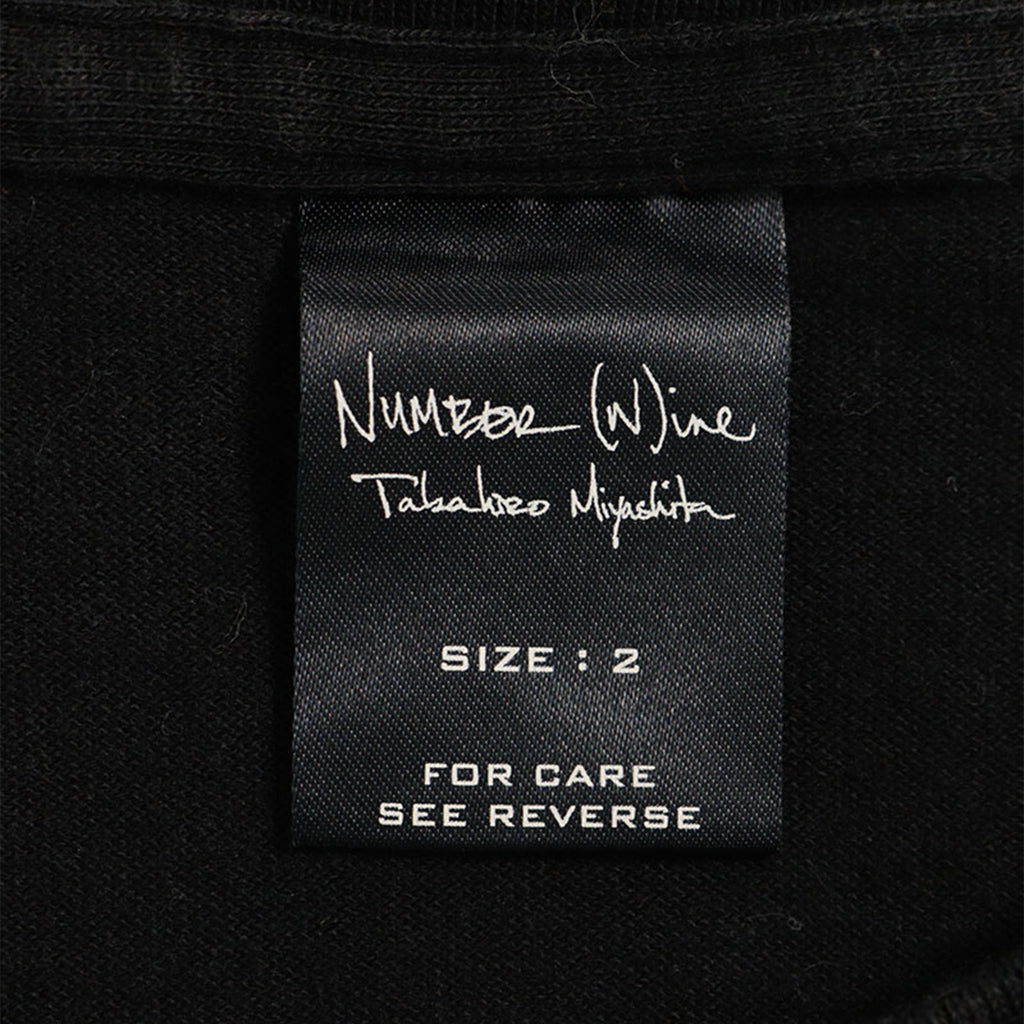 NUMBER (N)ine
Takahiro Miyashita
SIZE : 2
FOR CARE
SEE REVERSE